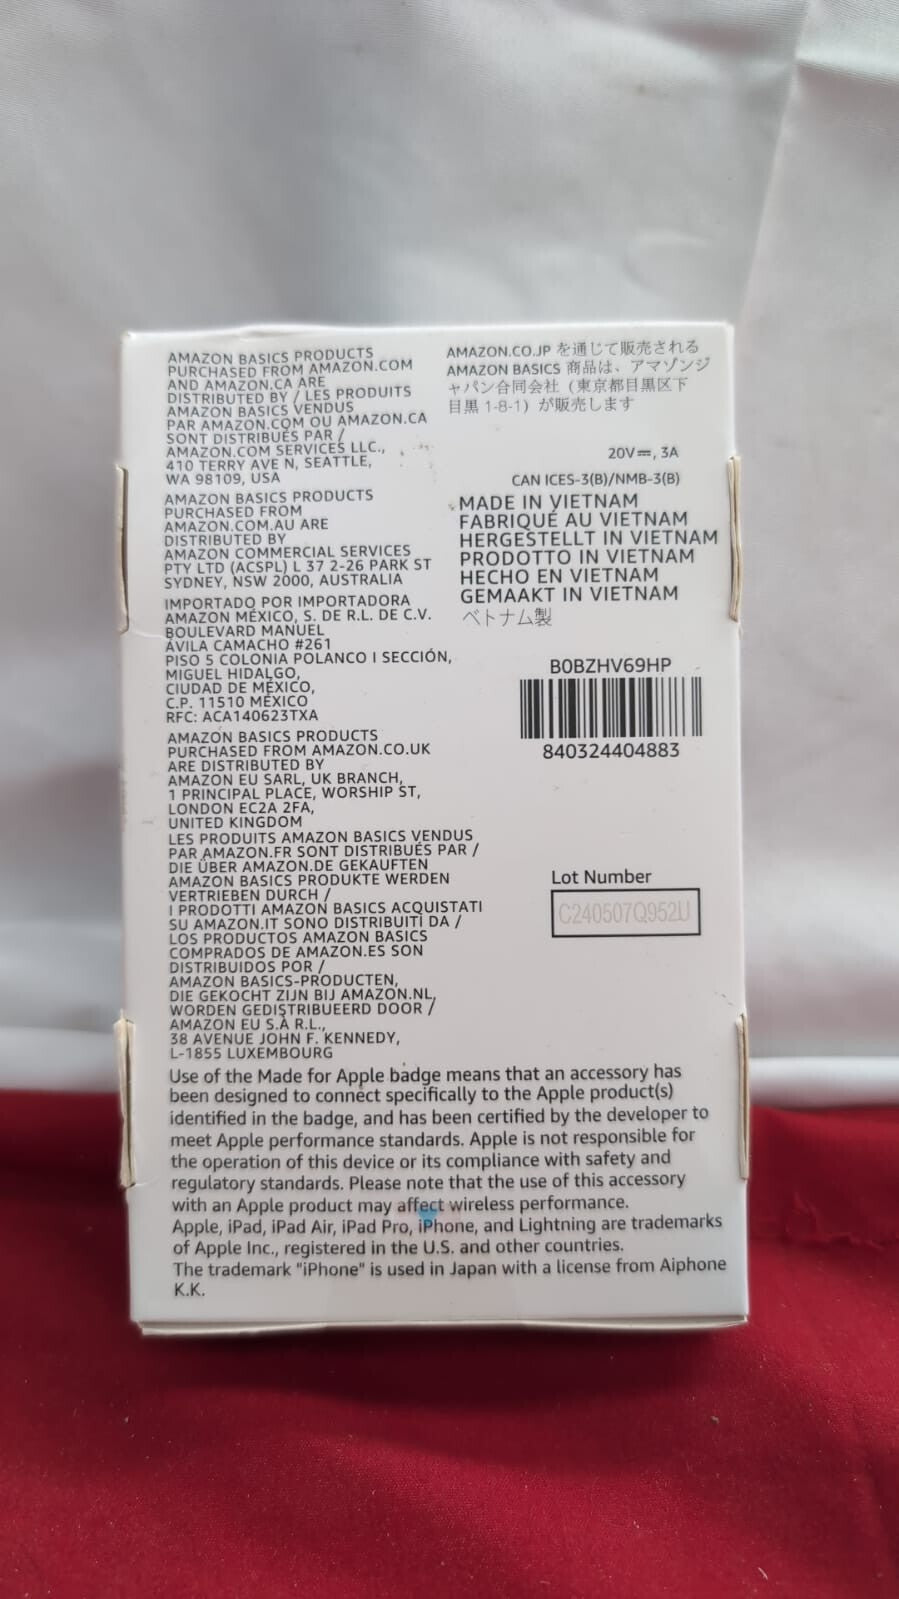 AMAZON BASICS PRODUCTS
PURCHASED FROM AMAZON.COM
AND AMAZON.CA ARE
DISTRIBUTED BY / LES PRODUITS
AMAZON BASICS VENDUS
PAR AMAZON.COM OU AMAZON.CA
SONT DISTRIBUÉS PAR /
AMAZON.COM SERVICES LLC.,
410 TERRY AVE N, SEATTLE,
WA 98109, USA
AMAZON BASICS PRODUCTS
PURCHASED FROM
AMAZON.COM.AU ARE
DISTRIBUTED BY
AMAZON COMMERCIAL SERVICES
PTY LTD (ACSPL) L 37 2-26 PARK ST
SYDNEY, NSW 2000, AUSTRALIA
IMPORTADO POR IMPORTADORA
AMAZON MÉXICO, S. DE R.L. DE C.V.
BOULEVARD MANUEL
ÁVILA CAMACHO #261
PISO 5 COLONIA POLANCO I SECCIÓN,
MIGUEL HIDALGO,
CIUDAD DE MÉXICO,
C.P. 11510 MÉXICO
RFC: ACA140623TXA
AMAZON BASICS PRODUCTS
PURCHASED FROM AMAZON.CO.UK
ARE DISTRIBUTED BY
AMAZON EU SARL, UK BRANCH,
1 PRINCIPAL PLACE, WORSHIP ST,
LONDON EC2A 2FA,
UNITED KINGDOM
LES PRODUITS AMAZON BASICS VENDUS
PAR AMAZON.FR SONT DISTRIBUÉS PAR /
DIE ÜBER AMAZON.DE GEKAUFTEN
AMAZON BASICS PRODUKTE WERDEN
VERTRIEBEN DURCH /
I PRODOTTI AMAZON BASICS ACQUISTATI
SU AMAZON.IT SONO DISTRIBUITI DA /
LOS PRODUCTOS AMAZON BASICS
COMPRADOS DE AMAZON.ES SON
DISTRIBUIDOS POR /
AMAZON BASICS-PRODUCTEN,
DIE GEKOCHT ZIJN BIJ AMAZON.NL,
WORDEN GEDISTRIBUEERD DOOR /
AMAZON EU S.À R.L.,
38 AVENUE JOHN F. KENNEDY,
L-1855 LUXEMBOURG
AMAZON.CO.JP を通じて販売される
AMAZON BASICS 商品は、アマゾンジ
ャパン合同会社（東京都目黒区下
目黒 1-8-1）が販売します
20V⎓, 3A
CAN ICES-3(B)/NMB-3(B)
MADE IN VIETNAM
FABRIQUÉ AU VIETNAM
HERGESTELLT IN VIETNAM
PRODOTTO IN VIETNAM
HECHO EN VIETNAM
GEMAAKT IN VIETNAM
ベトナム製
B0BZHV69HP
840324404883
Lot Number
C240507Q952U
Use of the Made for Apple badge means that an accessory has
been designed to connect specifically to the Apple product(s)
identified in the badge, and has been certified by the developer to
meet Apple performance standards. Apple is not responsible for
the operation of this device or its compliance with safety and
regulatory standards. Please note that the use of this accessory
with an Apple product may affect wireless performance.
Apple, iPad, iPad Air, iPad Pro, iPhone, and Lightning are trademarks
of Apple Inc., registered in the U.S. and other countries.
The trademark "iPhone" is used in Japan with a license from Aiphone
K.K.